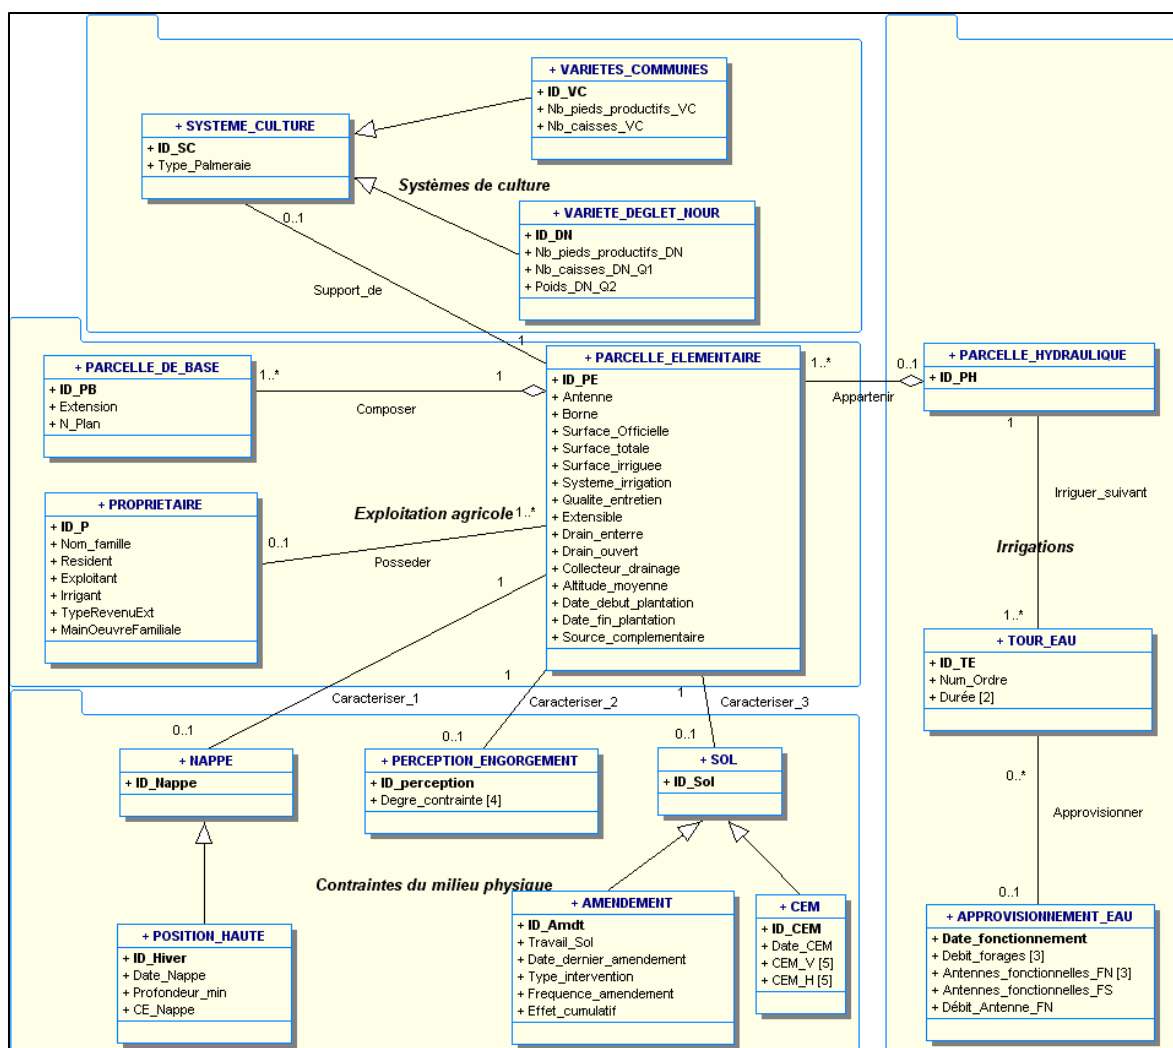 + VARIETES_COMMUNES
+ ID_VC
+ Nb_pieds_productifs_VC
+ Nb_caisses_VC
+ SYSTEME_CULTURE
+ ID_SC
+ Type_Palmeraie
Systèmes de culture
+ VARIETE_DEGLET_NOUR
+ ID_DN
+ Nb_pieds_productifs_DN
+ Nb_caisses_DN_Q1
+ Poids_DN_Q2
0..1
Support_de
1
+ PARCELLE_DE_BASE
+ ID_PB
+ Extension
+ N_Plan
1..*
1
Composer
+ PARCELLE_ELEMENTAIRE
+ ID_PE
+ Antenne
+ Borne
+ Surface_Officielle
+ Surface_totale
+ Surface_irriguee
+ Systeme_irrigation
+ Qualite_entretien
+ Extensible
+ Drain_enterre
+ Drain_ouvert
+ Collecteur_drainage
+ Altitude_moyenne
+ Date_debut_plantation
+ Date_fin_plantation
+ Source_complementaire
1..*
0..1
Appartenir
+ PARCELLE_HYDRAULIQUE
+ ID_PH
1
Irriguer_suivant
Irrigations
1..*
+ PROPRIETAIRE
+ ID_P
+ Nom_famille
+ Resident
+ Exploitant
+ Irrigant
+ TypeRevenuExt
+ MainOeuvreFamiliale
Exploitation agricole
1..*
0..1
Posseder
1
1
1
Caracteriser_1
Caracteriser_2
Caracteriser_3
0..1
0..1
0..1
+ TOUR_EAU
+ ID_TE
+ Num_Ordre
+ Durée [2]
0..*
Approvisionner
0..1
+ NAPPE
+ ID_Nappe
+ PERCEPTION_ENGORGEMENT
+ ID_perception
+ Degre_contrainte [4]
+ SOL
+ ID_Sol
Contraintes du milieu physique
+ POSITION_HAUTE
+ ID_Hiver
+ Date_Nappe
+ Profondeur_min
+ CE_Nappe
+ AMENDEMENT
+ ID_Amdt
+ Travail_Sol
+ Date_dernier_amendement
+ Type_intervention
+ Frequence_amendement
+ Effet_cumulatif
+ CEM
+ ID_CEM
+ Date_CEM
+ CEM_V [5]
+ CEM_H [5]
+ APPROVISIONNEMENT_EAU
+ Date_fonctionnement
+ Debit_forages [3]
+ Antennes_fonctionnelles_FN [3]
+ Antennes_fonctionnelles_FS
+ Débit_Antenne_FN